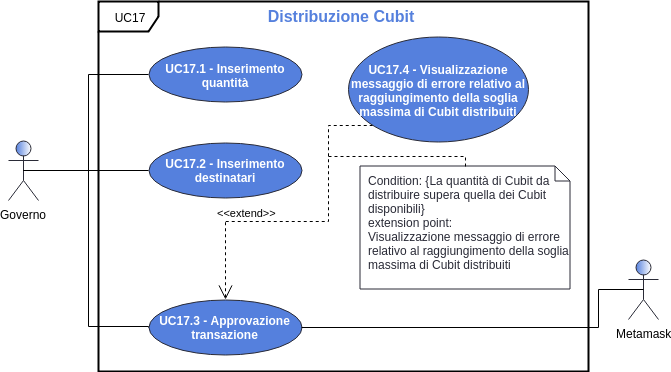 UC17
Distribuzione Cubit
UC17.1 - Inserimento
quantità
UC17.4 - Visualizzazione
messaggio di errore relativo al
raggiungimento della soglia
massima di Cubit distribuiti
UC17.2 - Inserimento
destinatari
Governo
Condition: {La quantità di Cubit da
distribuire supera quella dei Cubit
disponibili}
extension point:
Visualizzazione messaggio di errore
relativo al raggiungimento della soglia
massima di Cubit distribuiti
<<extend>>
UC17.3 - Approvazione
transazione
Metamask